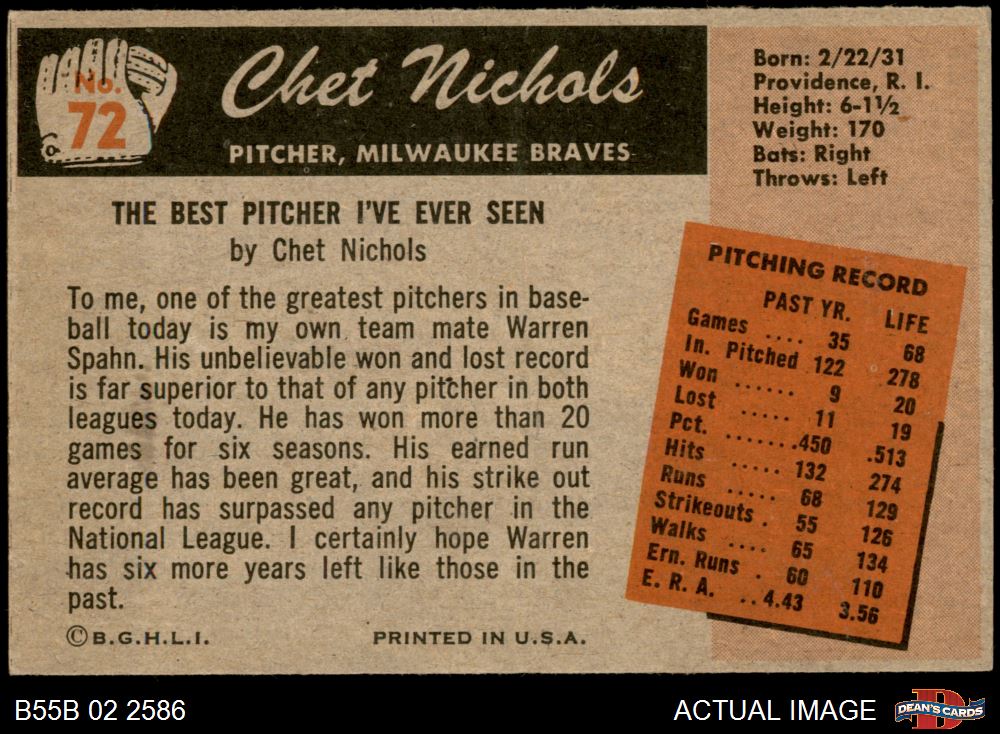 No.
72
Chet Nichols
PITCHER, MILWAUKEE BRAVES
Born: 2/22/31
Providence, R. I.
Height: 6-1½
Weight: 170
Bats: Right
Throws: Left
THE BEST PITCHER I'VE EVER SEEN
by Chet Nichols
To me, one of the greatest pitchers in base-
ball today is my own team mate Warren
Spahn. His unbelievable won and lost record
is far superior to that of any pitcher in both
leagues today. He has won more than 20
games for six seasons. His earned run
average has been great, and his strike out
record has surpassed any pitcher in the
National League. I certainly hope Warren
has six more years left like those in the
past.
©B.G.H.L.I. PRINTED IN U.S.A.
PITCHING RECORD
PAST YR. LIFE
Games .... 35 68
In. Pitched 122 278
Won ...... 9 20
Lost ..... 11 19
Pct. .......450 .513
Hits ..... 132 274
Runs ..... 68 129
Strikeouts . 55 126
Walks .... 65 134
Ern. Runs . 60 110
E. R. A. ..4.43 3.56
B55B 02 2586
ACTUAL IMAGE
D
DEAN'S CARDS